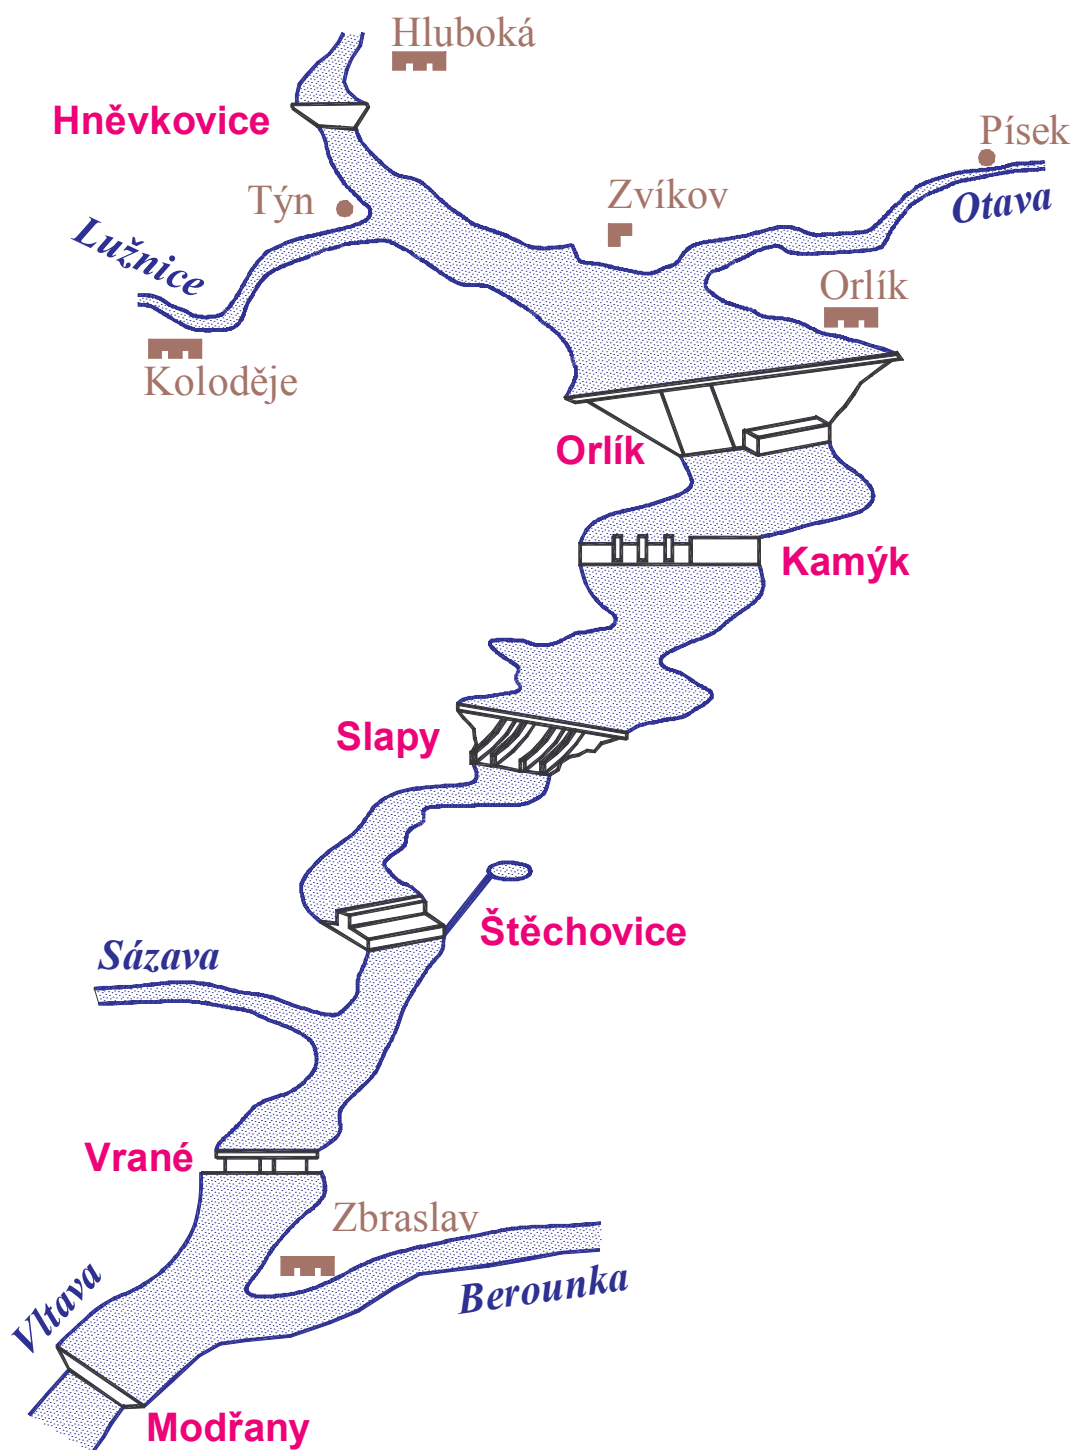 Hluboká
Hněvkovice
Písek
Týn
Zvíkov
Otava
Lužnice
Orlík
Koloděje
Orlík
Kamýk
Slapy
Štěchovice
Sázava
Vrané
Zbraslav
Berounka
Vltava
Modřany